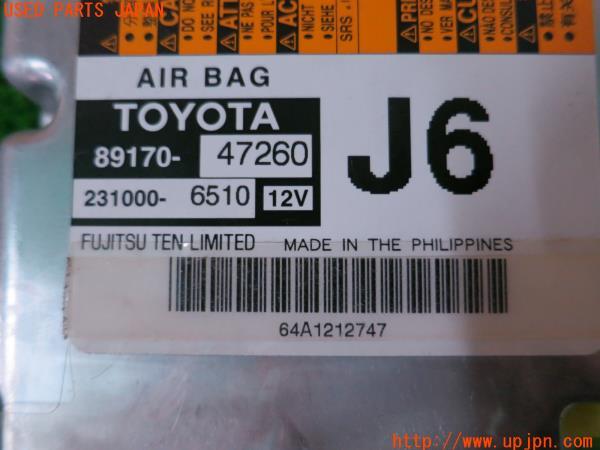 USED PARTS JAPAN
AIR BAG
TOYOTA
J6
89170- 47260
231000- 6510 12V
FUJITSU TEN LIMITED MADE IN THE PHILIPPINES
64A1212747
http://www.upjpn.com/